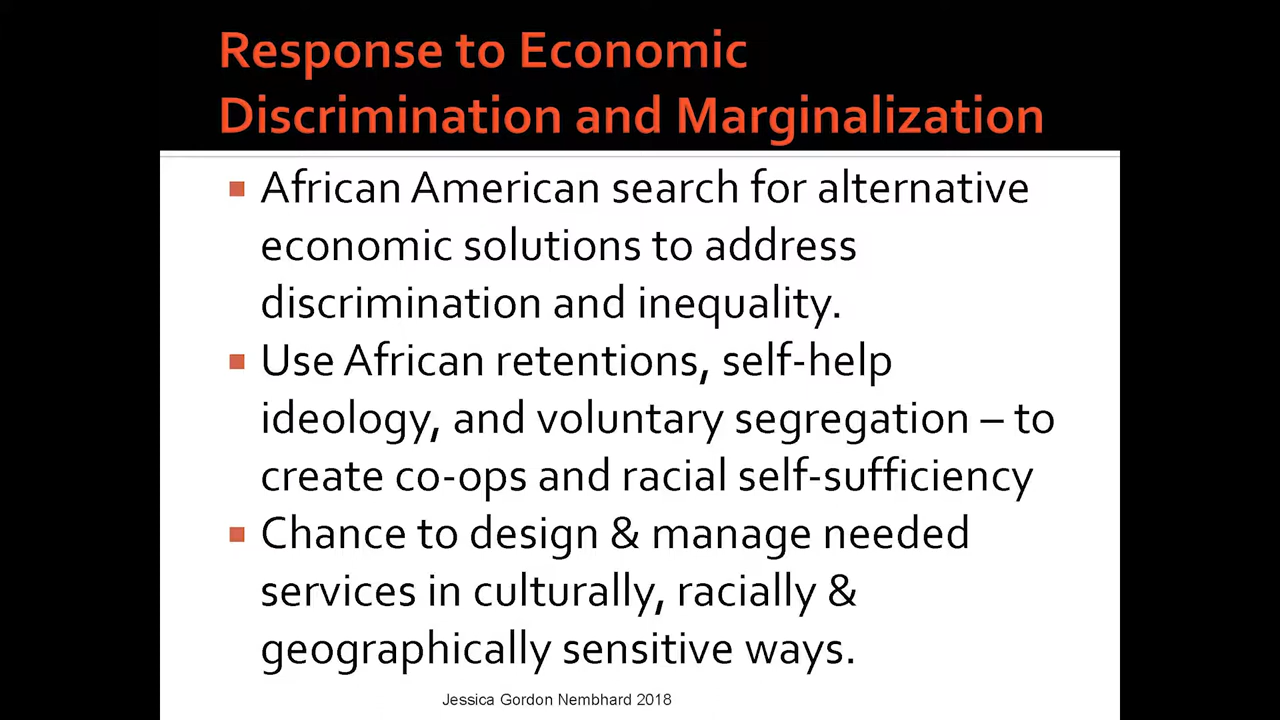 Response to Economic
Discrimination and Marginalization
▪ African American search for alternative
economic solutions to address
discrimination and inequality.
▪ Use African retentions, self-help
ideology, and voluntary segregation – to
create co-ops and racial self-sufficiency
▪ Chance to design & manage needed
services in culturally, racially &
geographically sensitive ways.
Jessica Gordon Nembhard 2018